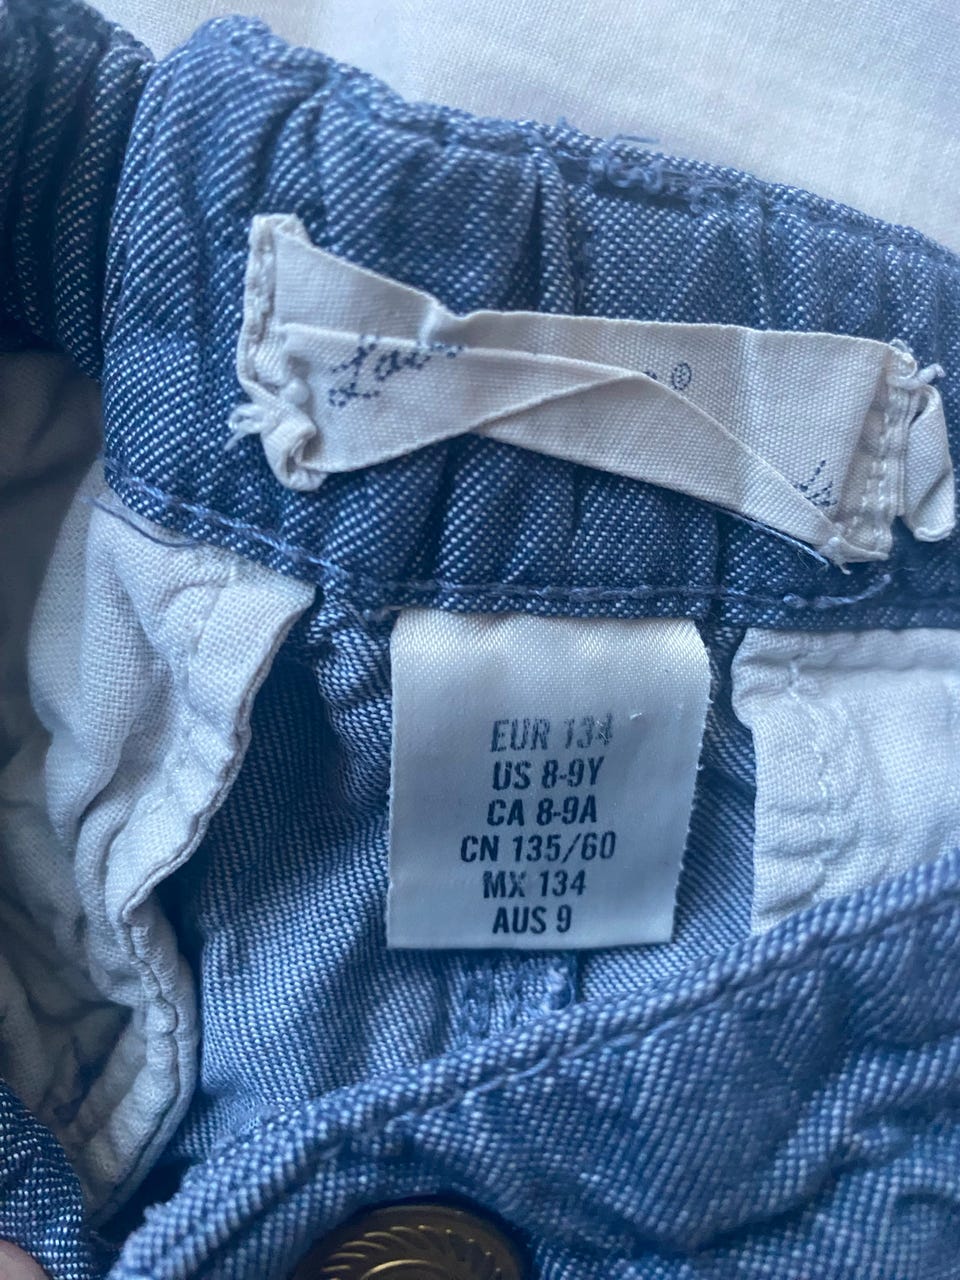 ®
EUR 134
US 8-9Y
CA 8-9A
CN 135/60
MX 134
AUS 9